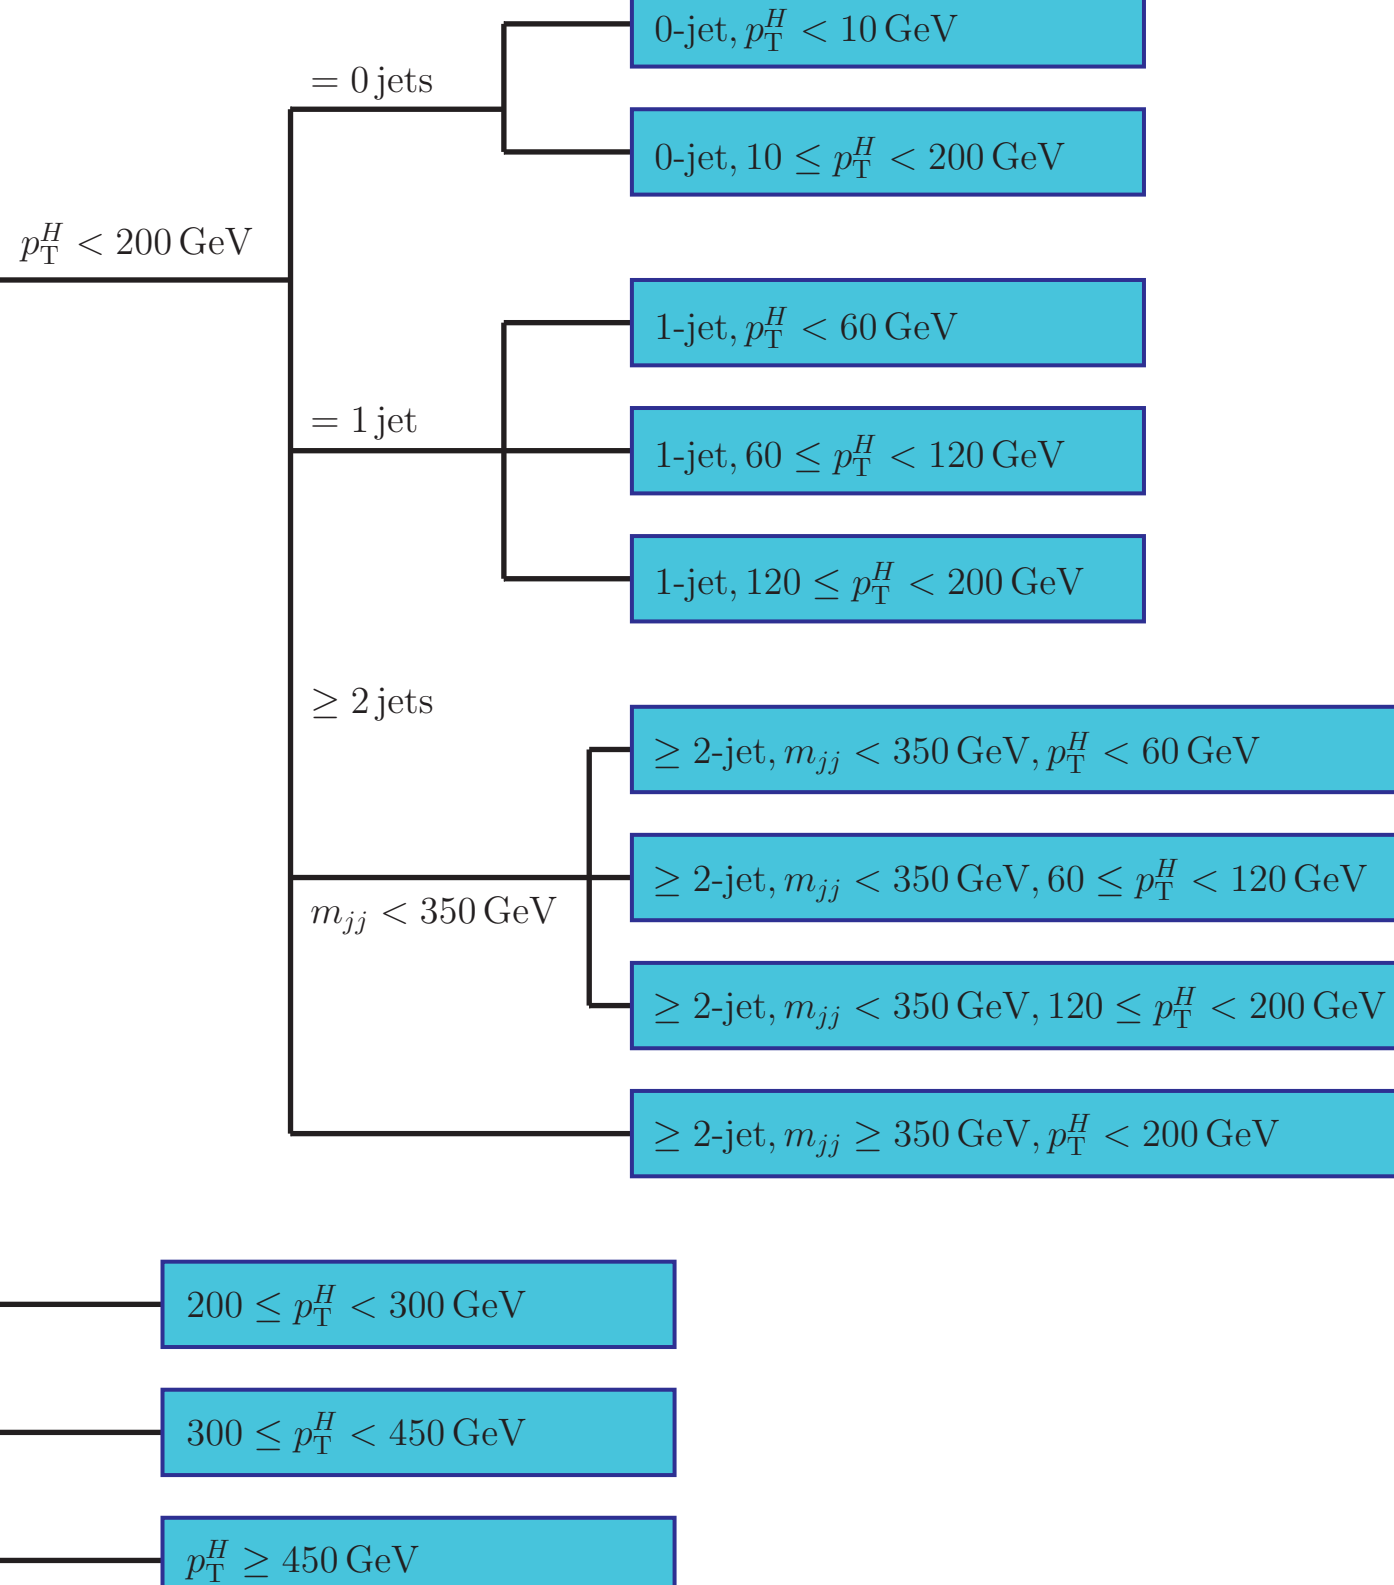 0-jet, p_T^H < 10 GeV
= 0 jets
0-jet, 10 ≤ p_T^H < 200 GeV
p_T^H < 200 GeV
1-jet, p_T^H < 60 GeV
= 1 jet
1-jet, 60 ≤ p_T^H < 120 GeV
1-jet, 120 ≤ p_T^H < 200 GeV
≥ 2 jets
≥ 2-jet, m_jj < 350 GeV, p_T^H < 60 GeV
≥ 2-jet, m_jj < 350 GeV, 60 ≤ p_T^H < 120 GeV
m_jj < 350 GeV
≥ 2-jet, m_jj < 350 GeV, 120 ≤ p_T^H < 200 GeV
≥ 2-jet, m_jj ≥ 350 GeV, p_T^H < 200 GeV
200 ≤ p_T^H < 300 GeV
300 ≤ p_T^H < 450 GeV
p_T^H ≥ 450 GeV